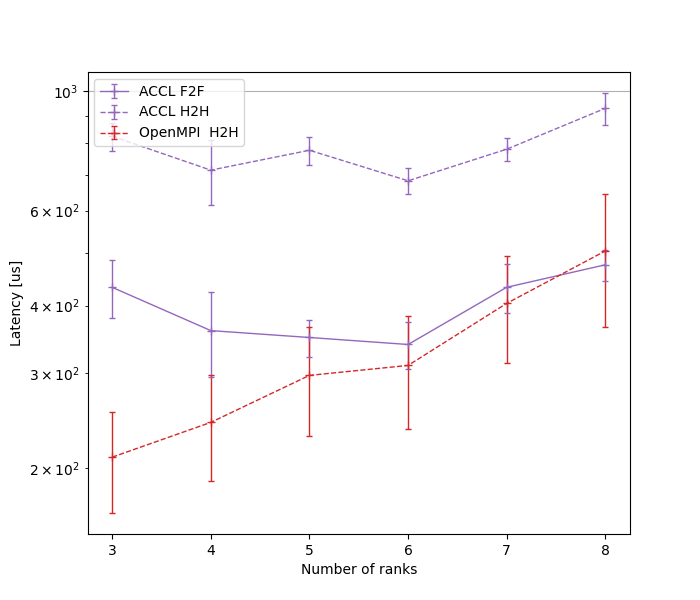 ACCL F2F
ACCL H2H
OpenMPI  H2H
10³
6 × 10²
4 × 10²
3 × 10²
2 × 10²
Latency [us]
3 4 5 6 7 8
Number of ranks